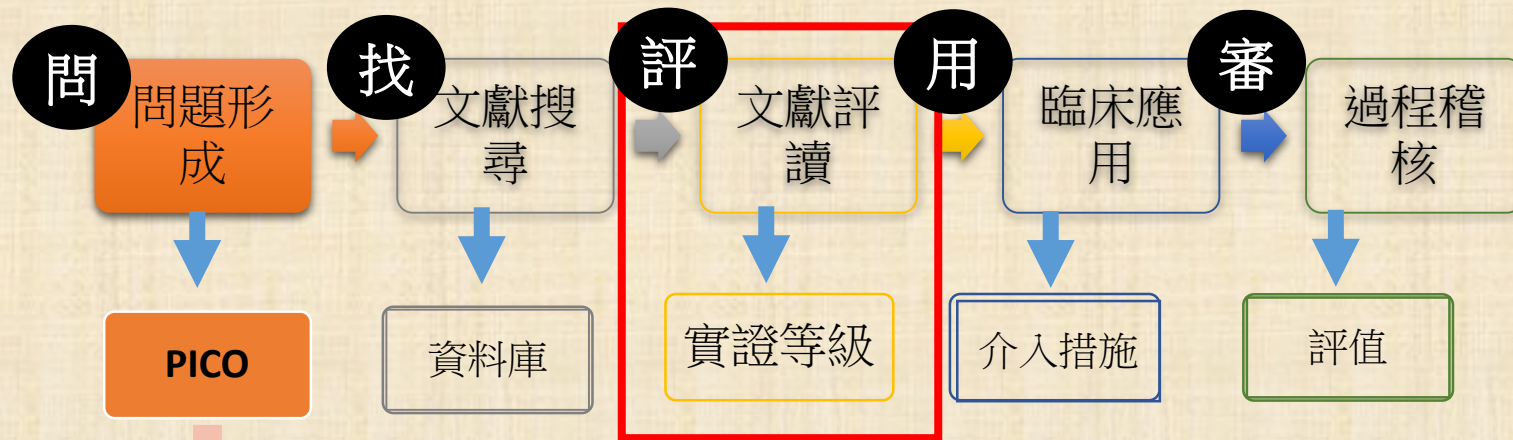 問
問題形
成
找
文獻搜
尋
評
文獻評
讀
用
臨床應
用
審
過程稽
核
PICO
資料庫
實證等級
介入措施
評值